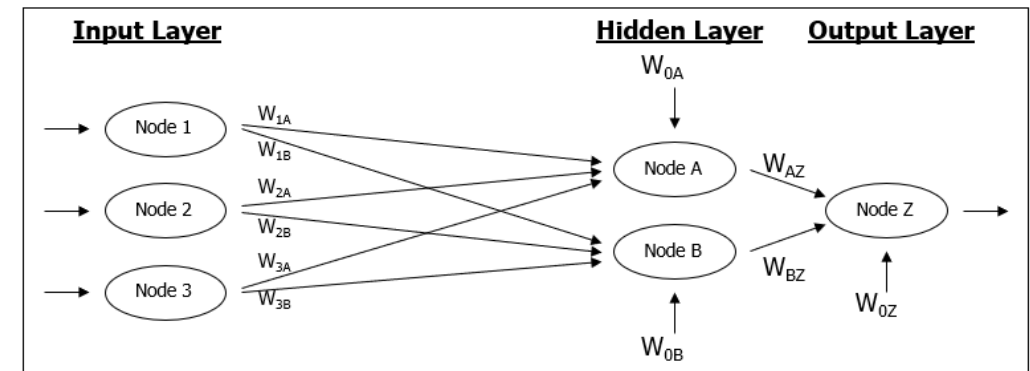 Input Layer
Hidden Layer
Output Layer
W0A
Node 1
W1A
W1B
Node A
WAZ
Node 2
W2A
W2B
Node Z
Node B
WBZ
Node 3
W3A
W3B
W0Z
W0B